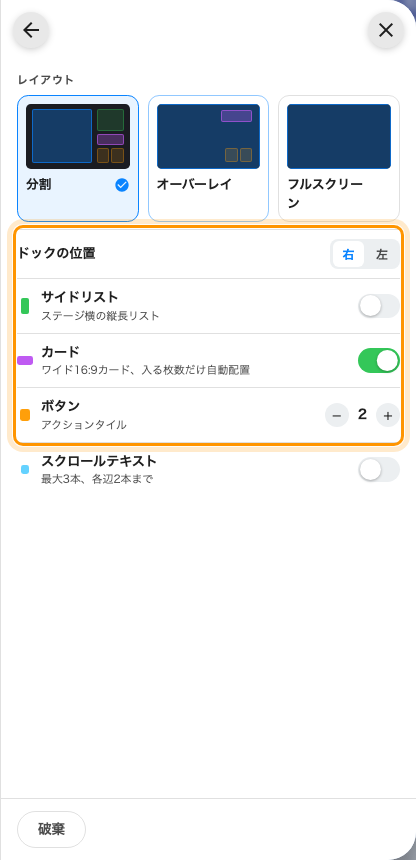 レイアウト
分割
オーバーレイ
フルスクリー
ン
ドックの位置
右 左
サイドリスト
ステージ横の縦長リスト
カード
ワイド16:9カード、入る枚数だけ自動配置
ボタン
アクションタイル
− 2 +
スクロールテキスト
最大3本、各辺2本まで
破棄